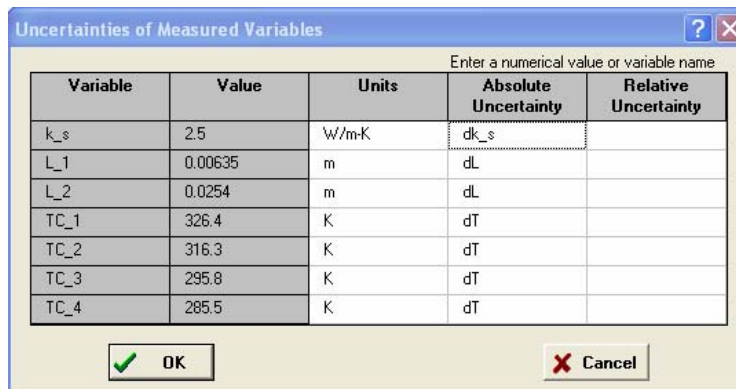 Uncertainties of Measured Variables
Enter a numerical value or variable name
Variable Value Units Absolute Uncertainty Relative Uncertainty
k_s 2.5 W/m-K dk_s
L_1 0.00635 m dL
L_2 0.0254 m dL
TC_1 326.4 K dT
TC_2 316.3 K dT
TC_3 295.8 K dT
TC_4 285.5 K dT
OK Cancel